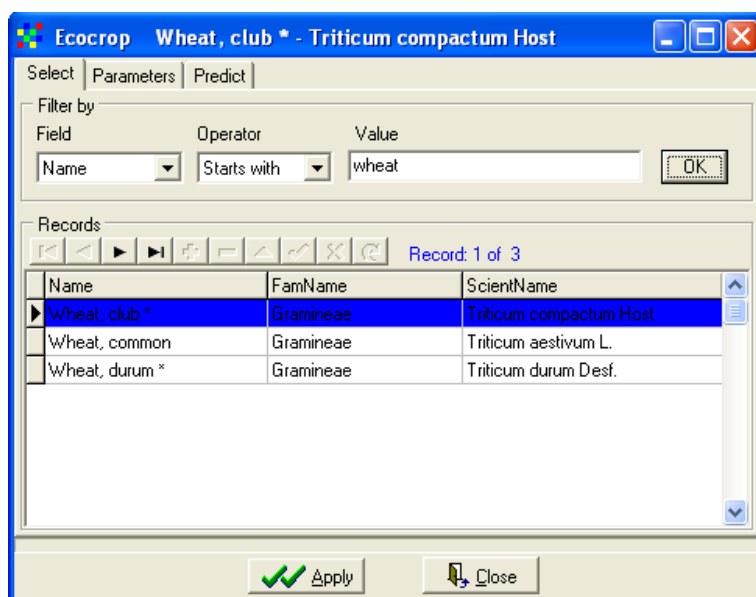 Ecocrop Wheat, club * - Triticum compactum Host
Select Parameters Predict
Filter by
Field Operator Value
Name Starts with wheat OK
Records
Record: 1 of 3
Name FamName ScientName
Wheat, club * Gramineae Triticum compactum Host
Wheat, common Gramineae Triticum aestivum L.
Wheat, durum * Gramineae Triticum durum Desf.
Apply Close